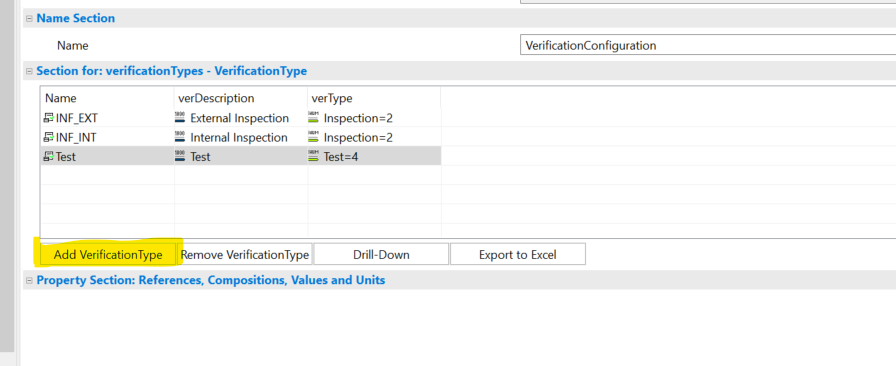 Name Section
Name VerificationConfiguration
Section for: verificationTypes - VerificationType
Name verDescription verType
INF_EXT External Inspection Inspection=2
INF_INT Internal Inspection Inspection=2
Test Test Test=4
Add VerificationType Remove VerificationType Drill-Down Export to Excel
Property Section: References, Compositions, Values and Units